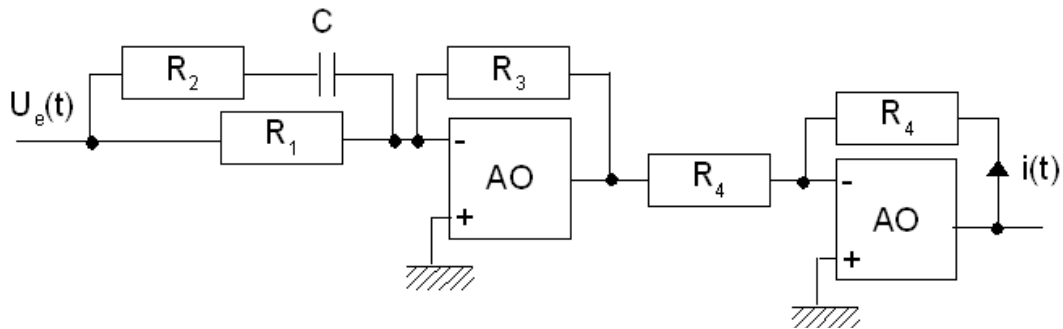 C
R2
R3
Ue(t)
R1
R4
-
AO
+
R4
-
AO
+
i(t)